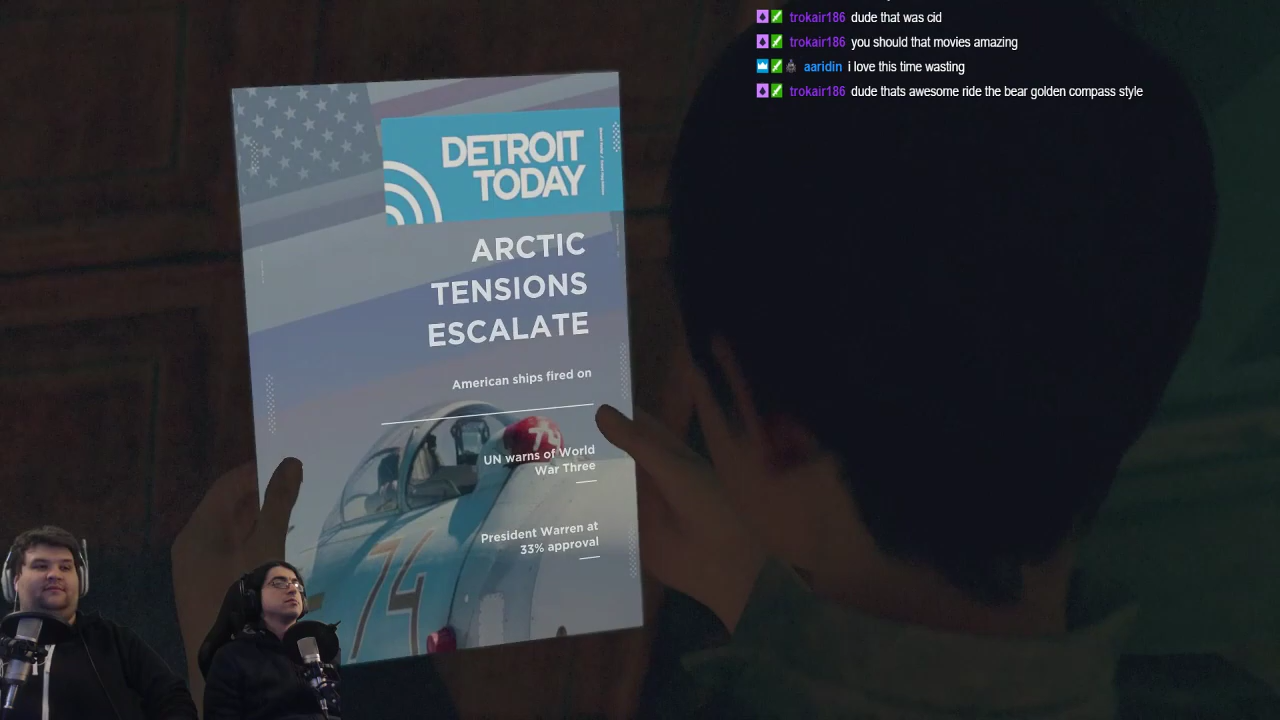 trokair186 dude that was cid
trokair186 you should that movies amazing
aaridin i love this time wasting
trokair186 dude thats awesome ride the bear golden compass style
DETROIT
TODAY
ARCTIC
TENSIONS
ESCALATE
American ships fired on
74
UN warns of World
War Three
President Warren at
33% approval
74